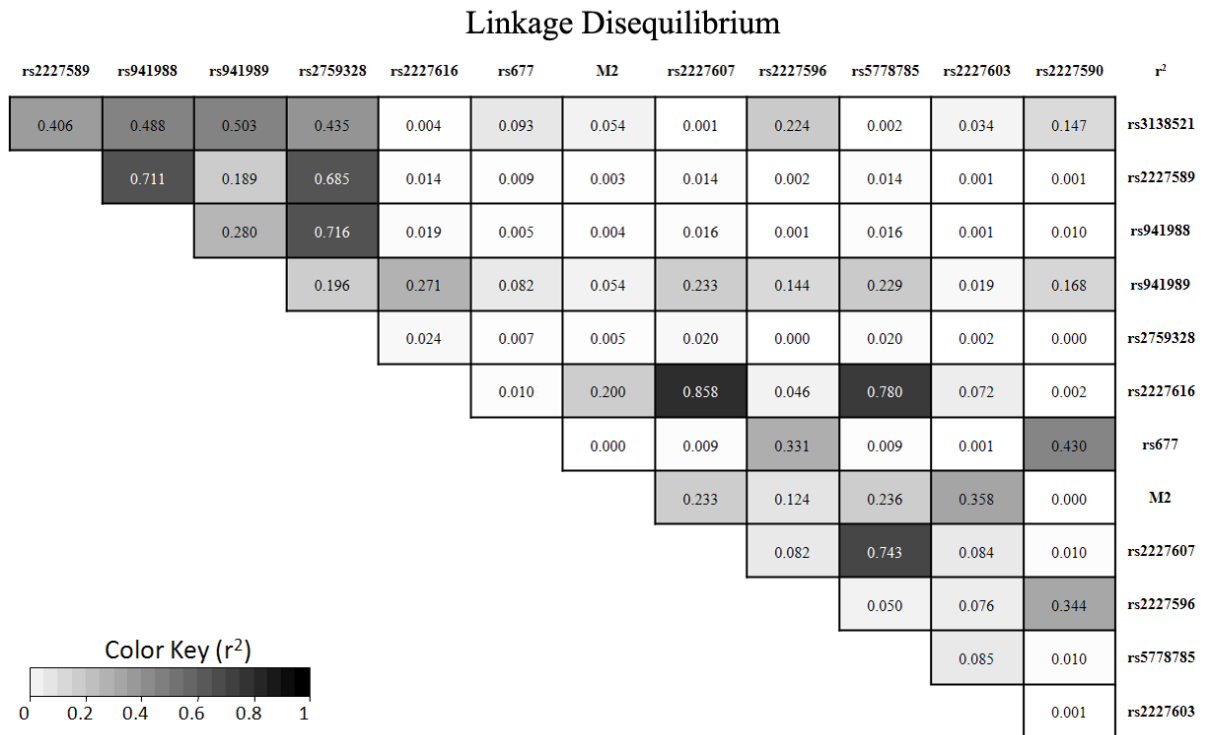 Linkage Disequilibrium
rs2227589 rs941988 rs941989 rs2759328 rs2227616 rs677 M2 rs2227607 rs2227596 rs5778785 rs2227603 rs2227590 r²
0.406 0.488 0.503 0.435 0.004 0.093 0.054 0.001 0.224 0.002 0.034 0.147 rs3138521
0.711 0.189 0.685 0.014 0.009 0.003 0.014 0.002 0.014 0.001 0.001 rs2227589
0.280 0.716 0.019 0.005 0.004 0.016 0.001 0.016 0.001 0.010 rs941988
0.196 0.271 0.082 0.054 0.233 0.144 0.229 0.019 0.168 rs941989
0.024 0.007 0.005 0.020 0.000 0.020 0.002 0.000 rs2759328
0.010 0.200 0.858 0.046 0.780 0.072 0.002 rs2227616
0.000 0.009 0.331 0.009 0.001 0.430 rs677
0.233 0.124 0.236 0.358 0.000 M2
0.082 0.743 0.084 0.010 rs2227607
0.050 0.076 0.344 rs2227596
0.085 0.010 rs5778785
0.001 rs2227603
Color Key (r²)
0 0.2 0.4 0.6 0.8 1